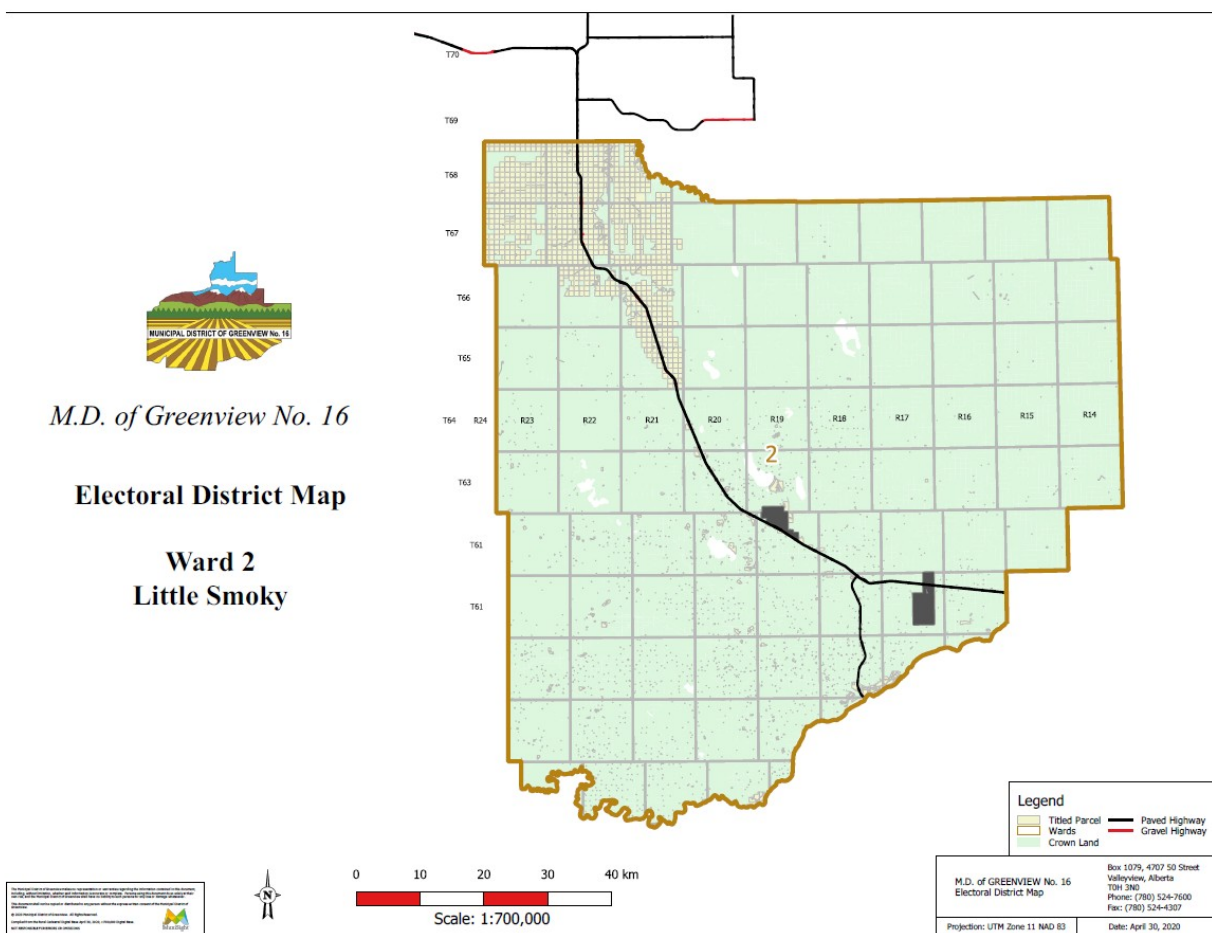 T70
T69
T68
T67
MUNICIPAL DISTRICT OF GREENVIEW No. 16
T66
T65
M.D. of Greenview No. 16
T64 R24 R23 R22 R21 R20 R19 R18 R17 R16 R15 R14
2
T63
Electoral District Map
T61
Ward 2
Little Smoky
T61
Legend
Titled Parcel
Paved Highway
Wards
Gravel Highway
Crown Land
0 10 20 30 40 km
Scale: 1:700,000
N
M.D. of GREENVIEW No. 16
Electoral District Map
Box 1079, 4707 50 Street
Valleyview, Alberta
T0H 3N0
Phone: (780) 524-7600
Fax: (780) 524-4307
Projection: UTM Zone 11 NAD 83
Date: April 30, 2020